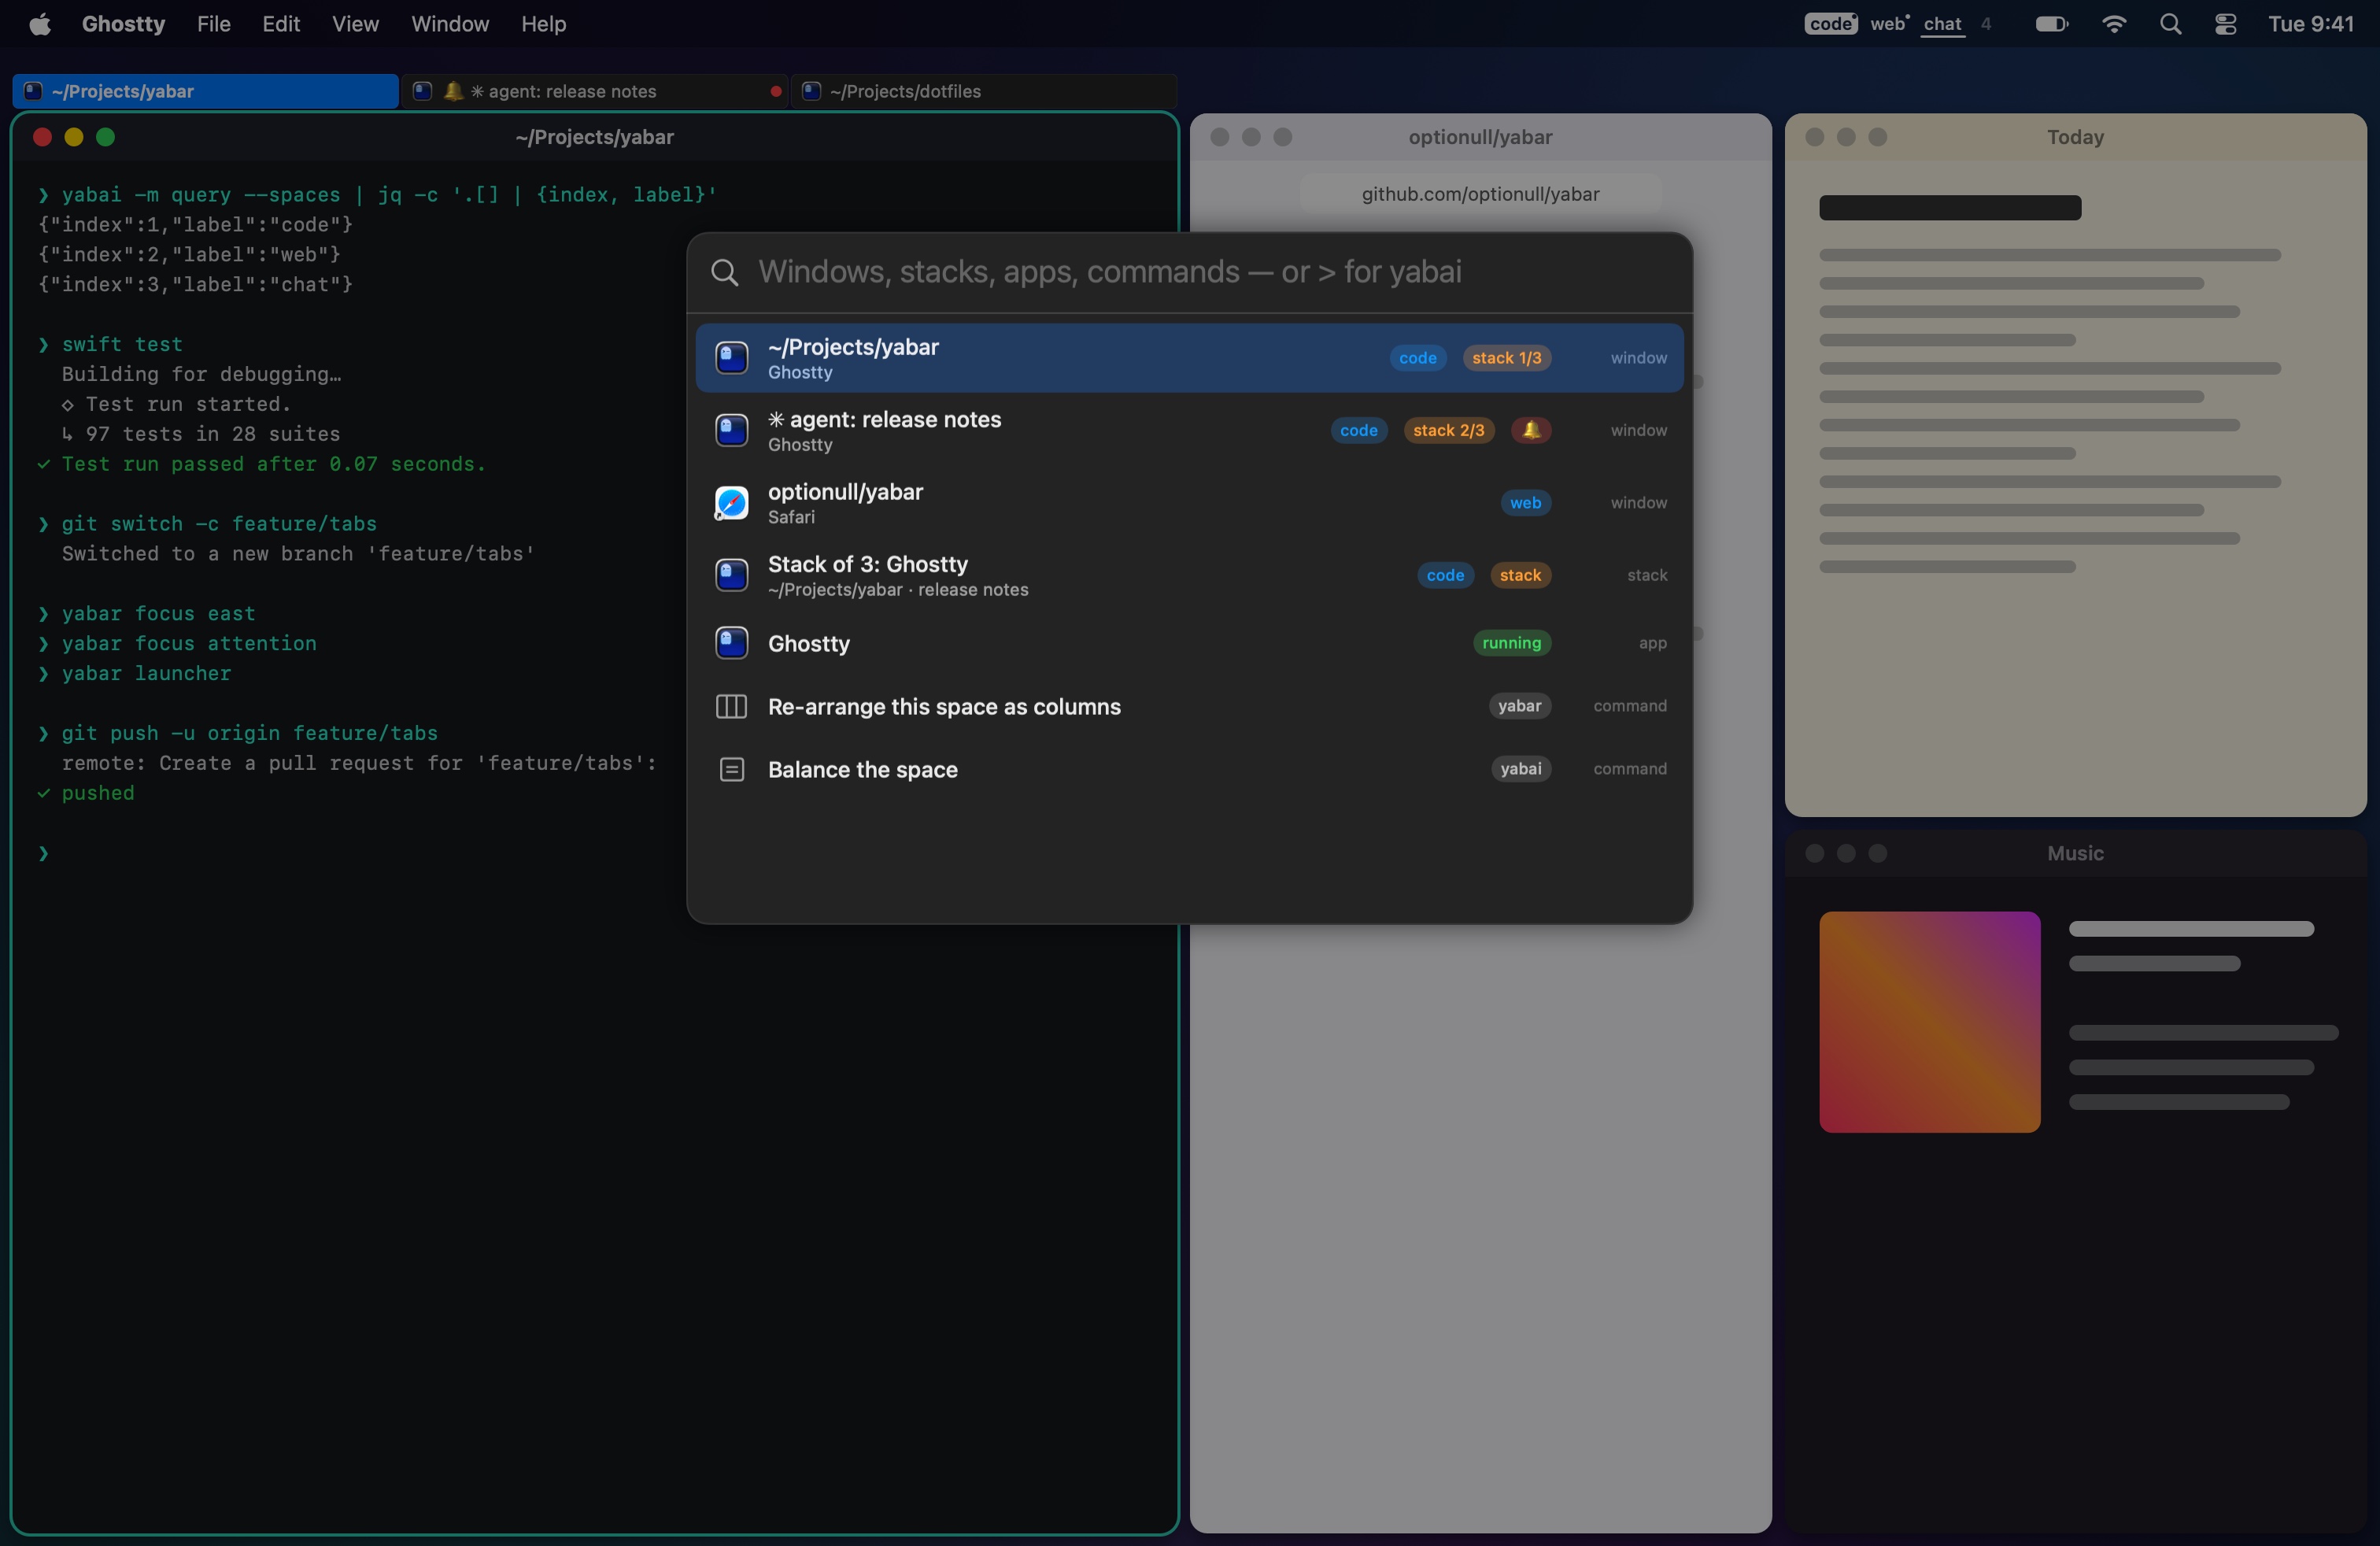 Ghostty File Edit View Window Help
code web chat 4 Tue 9:41
~/Projects/yabar
🔔 ✳ agent: release notes
~/Projects/dotfiles
~/Projects/yabar
❯ yabai -m query --spaces | jq -c '.[] | {index, label}'
{"index":1,"label":"code"}
{"index":2,"label":"web"}
{"index":3,"label":"chat"}
❯ swift test
Building for debugging…
◇ Test run started.
↳ 97 tests in 28 suites
✓ Test run passed after 0.07 seconds.
❯ git switch -c feature/tabs
Switched to a new branch 'feature/tabs'
❯ yabar focus east
❯ yabar focus attention
❯ yabar launcher
❯ git push -u origin feature/tabs
remote: Create a pull request for 'feature/tabs':
✓ pushed
❯
optionull/yabar
github.com/optionull/yabar
Windows, stacks, apps, commands — or > for yabai
~/Projects/yabar code stack 1/3 window
Ghostty
✳ agent: release notes code stack 2/3 🔔 window
Ghostty
optionull/yabar web window
Safari
Stack of 3: Ghostty code stack stack
~/Projects/yabar · release notes
Ghostty running app
Re-arrange this space as columns yabar command
Balance the space yabai command
Today
Music